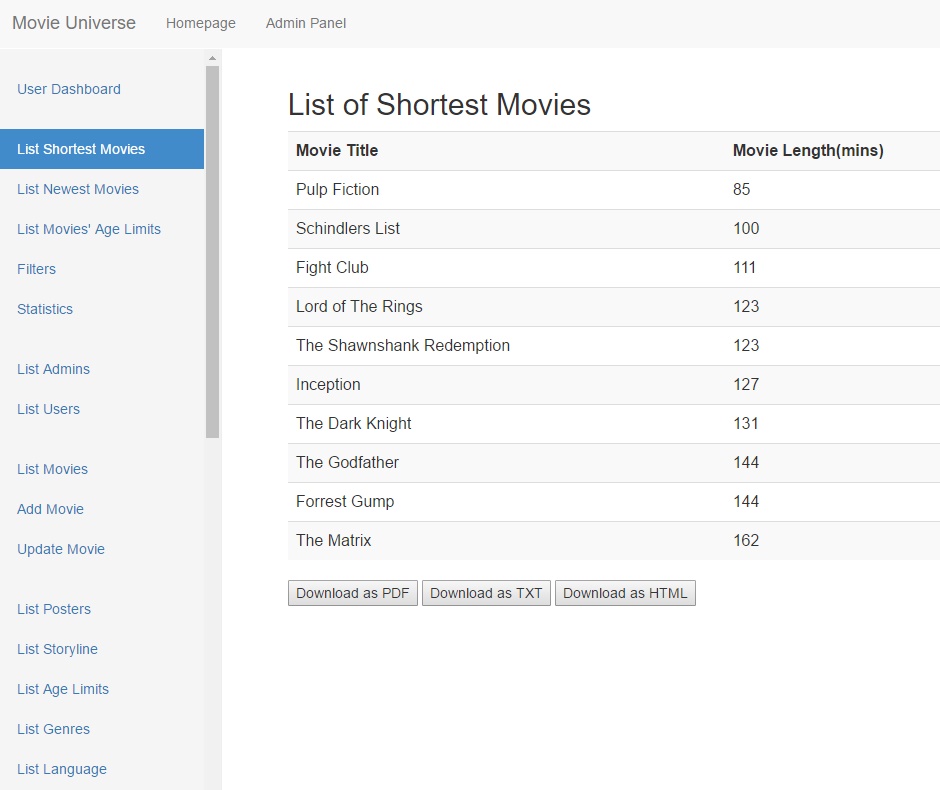 Movie Universe Homepage Admin Panel
User Dashboard
List Shortest Movies
List Newest Movies
List Movies' Age Limits
Filters
Statistics
List Admins
List Users
List Movies
Add Movie
Update Movie
List Posters
List Storyline
List Age Limits
List Genres
List Language
List of Shortest Movies
Movie Title Movie Length(mins)
Pulp Fiction 85
Schindlers List 100
Fight Club 111
Lord of The Rings 123
The Shawnshank Redemption 123
Inception 127
The Dark Knight 131
The Godfather 144
Forrest Gump 144
The Matrix 162
Download as PDF Download as TXT Download as HTML